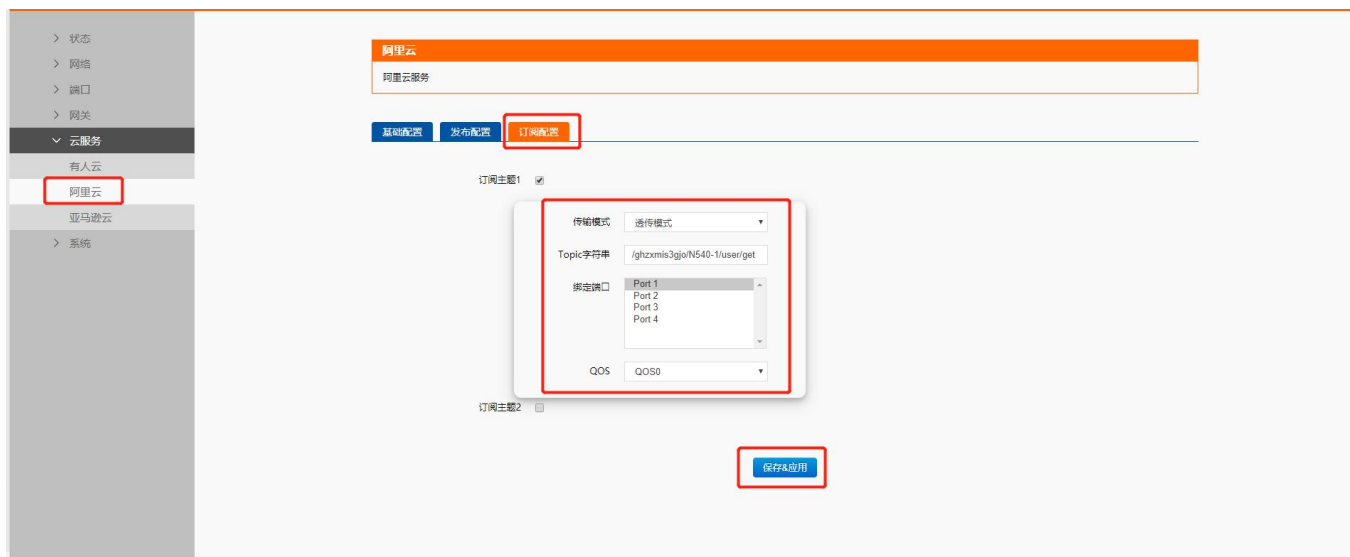 状态
网络
端口
网关
云服务
有人云
阿里云
亚马逊云
系统
阿里云
阿里云服务
基础配置 发布配置 订阅配置
订阅主题1
传输模式 透传模式
Topic字符串 /ghzxmis3gjo/N540-1/user/get
绑定端口 Port 1
Port 2
Port 3
Port 4
QOS QOS0
订阅主题2
保存&应用